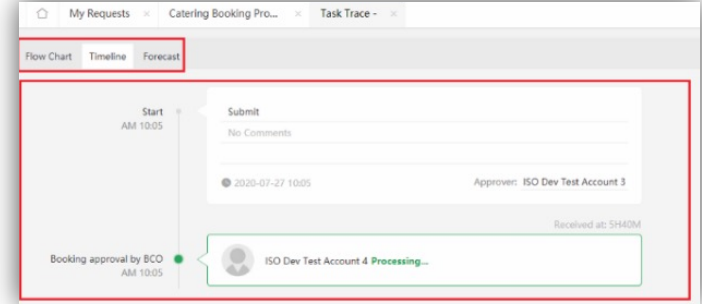 My Requests × Catering Booking Pro... × Task Trace - ×
Flow Chart Timeline Forecast
Start
AM 10:05
Submit
No Comments
2020-07-27 10:05 Approver: ISO Dev Test Account 3
Received at: 5H40M
Booking approval by BCO
AM 10:05
ISO Dev Test Account 4 Processing...